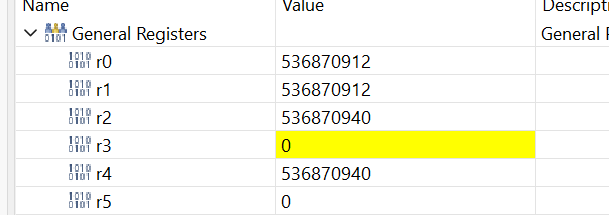 Name Value Descripti
General Registers General R
r0 536870912
r1 536870912
r2 536870940
r3 0
r4 536870940
r5 0